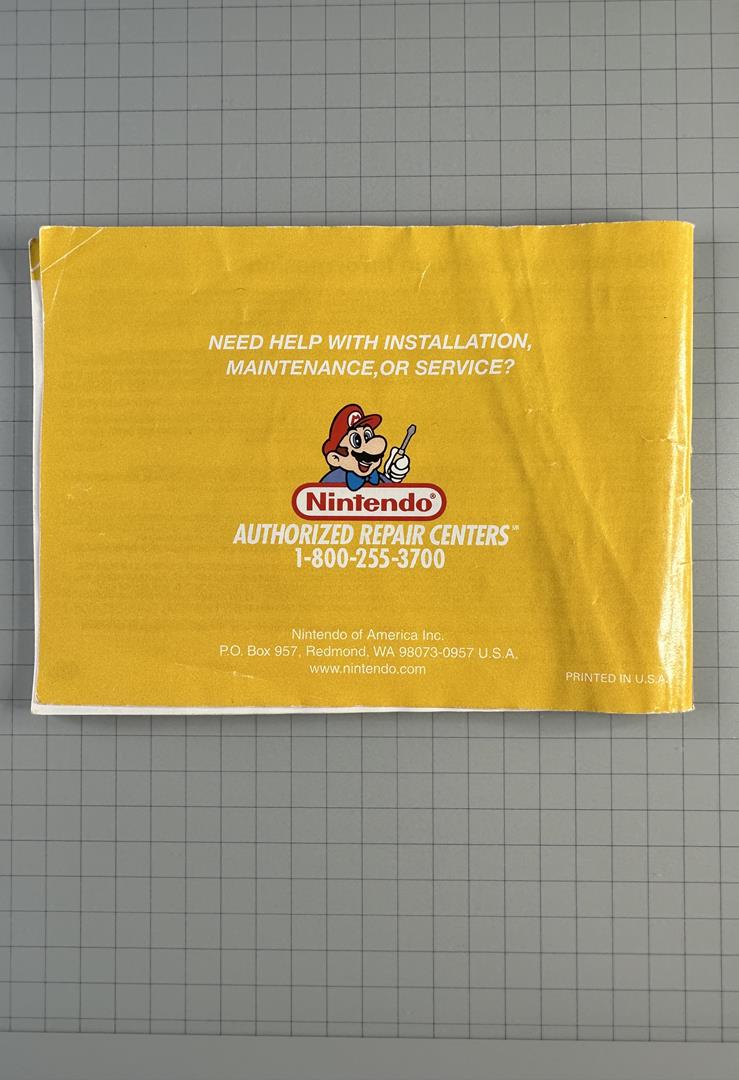 NEED HELP WITH INSTALLATION,
MAINTENANCE,OR SERVICE?
M
Nintendo®
AUTHORIZED REPAIR CENTERS℠
1-800-255-3700
Nintendo of America Inc.
P.O. Box 957, Redmond, WA 98073-0957 U.S.A.
www.nintendo.com
PRINTED IN U.S.A.